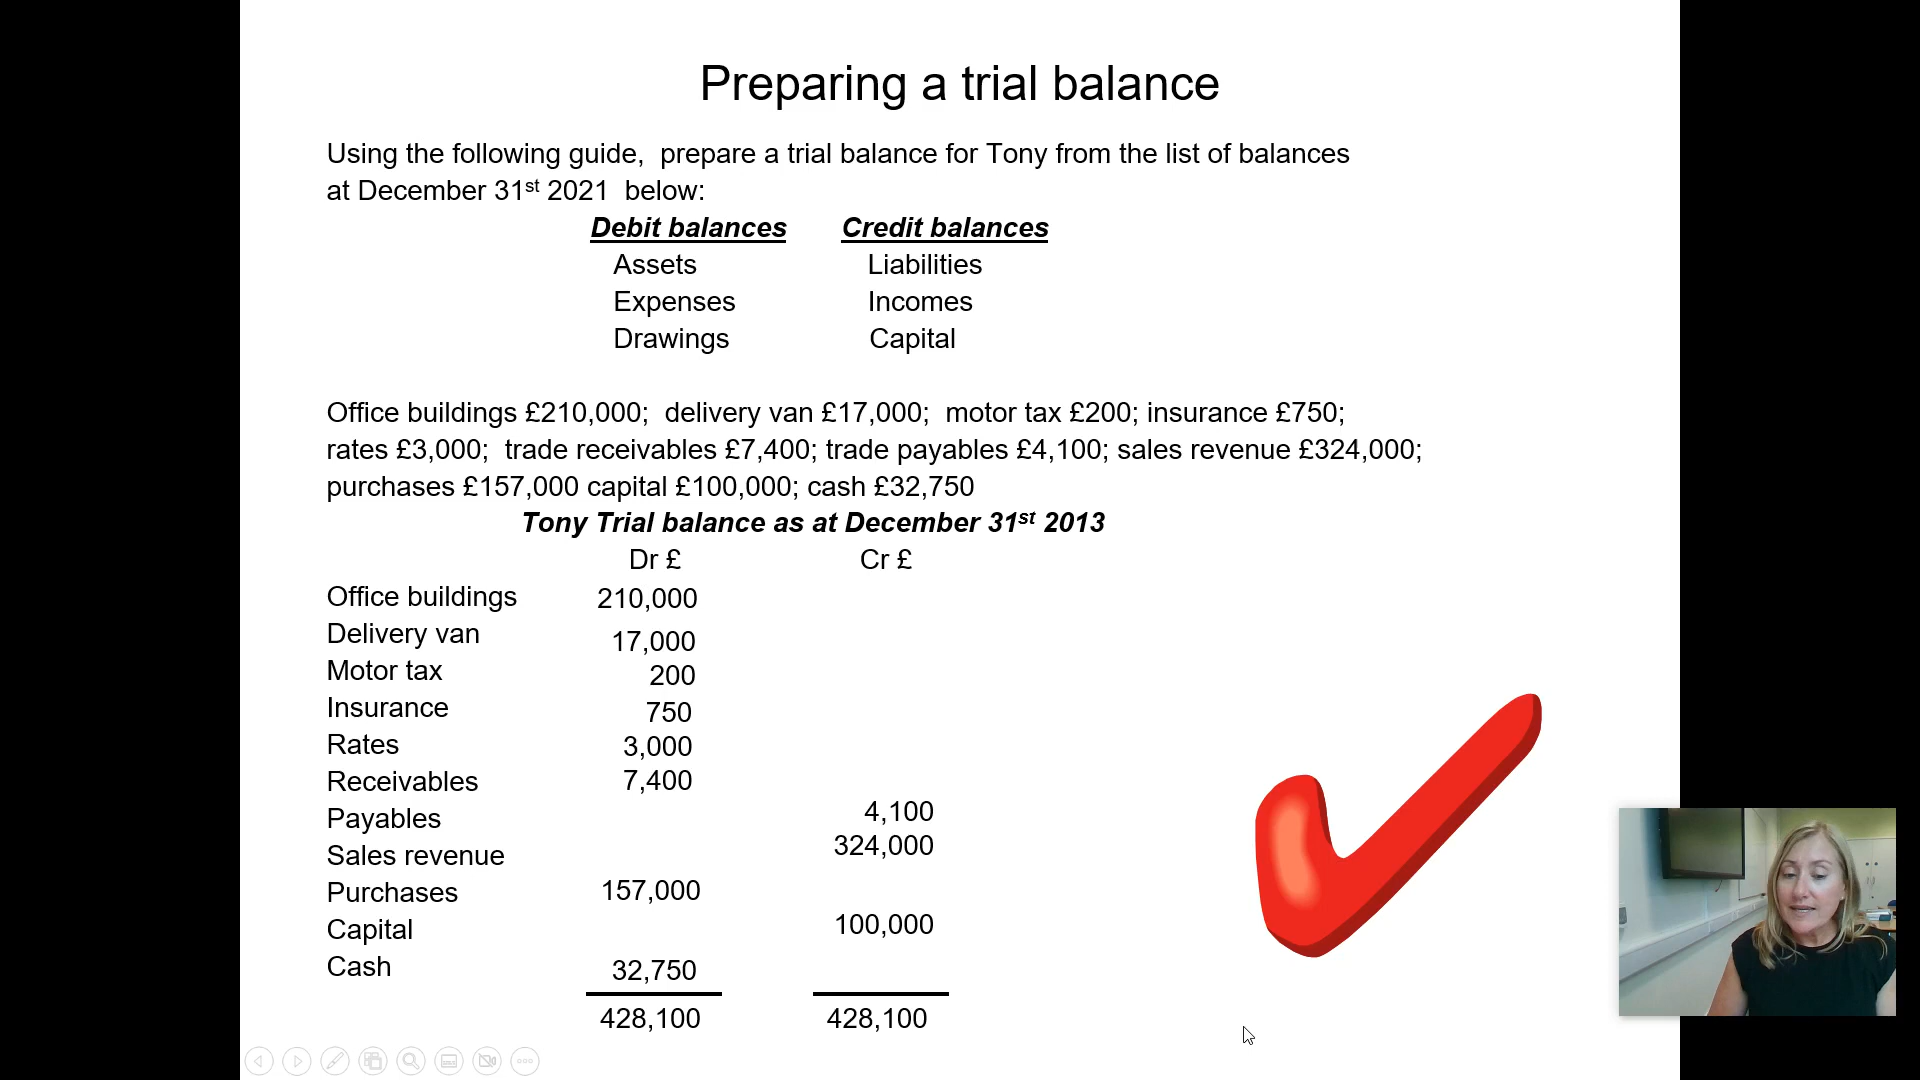 Preparing a trial balance
Using the following guide,  prepare a trial balance for Tony from the list of balances
at December 31st 2021  below:
Debit balances Credit balances
Assets Liabilities
Expenses Incomes
Drawings Capital
Office buildings £210,000;  delivery van £17,000;  motor tax £200; insurance £750;
rates £3,000;  trade receivables £7,400; trade payables £4,100; sales revenue £324,000;
purchases £157,000 capital £100,000; cash £32,750
Tony Trial balance as at December 31st 2013
Dr £ Cr £
Office buildings 210,000
Delivery van 17,000
Motor tax 200
Insurance 750
Rates 3,000
Receivables 7,400
Payables 4,100
Sales revenue 324,000
Purchases 157,000
Capital 100,000
Cash 32,750
428,100 428,100